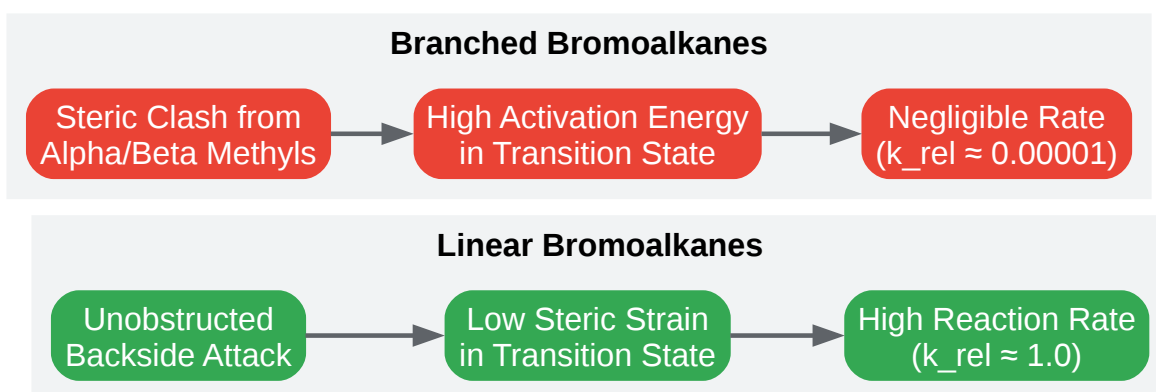 Branched Bromoalkanes
Steric Clash from
Alpha/Beta Methyls
High Activation Energy
in Transition State
Negligible Rate
(k_rel ≈ 0.00001)
Linear Bromoalkanes
Unobstructed
Backside Attack
Low Steric Strain
in Transition State
High Reaction Rate
(k_rel ≈ 1.0)